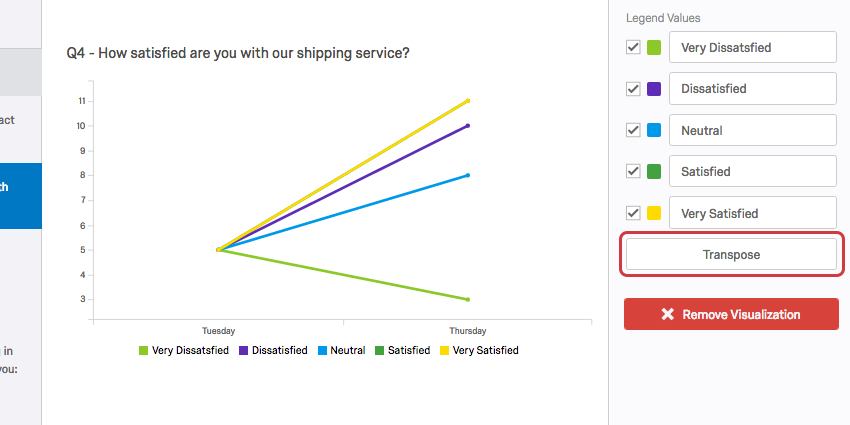 act
th
g in
you:
Q4 - How satisfied are you with our shipping service?
11
10
9
8
7
6
5
4
3
Tuesday Thursday
Very Dissatsfied Dissatisfied Neutral Satisfied Very Satisfied
Legend Values
Very Dissatsfied
Dissatisfied
Neutral
Satisfied
Very Satisfied
Transpose
Remove Visualization